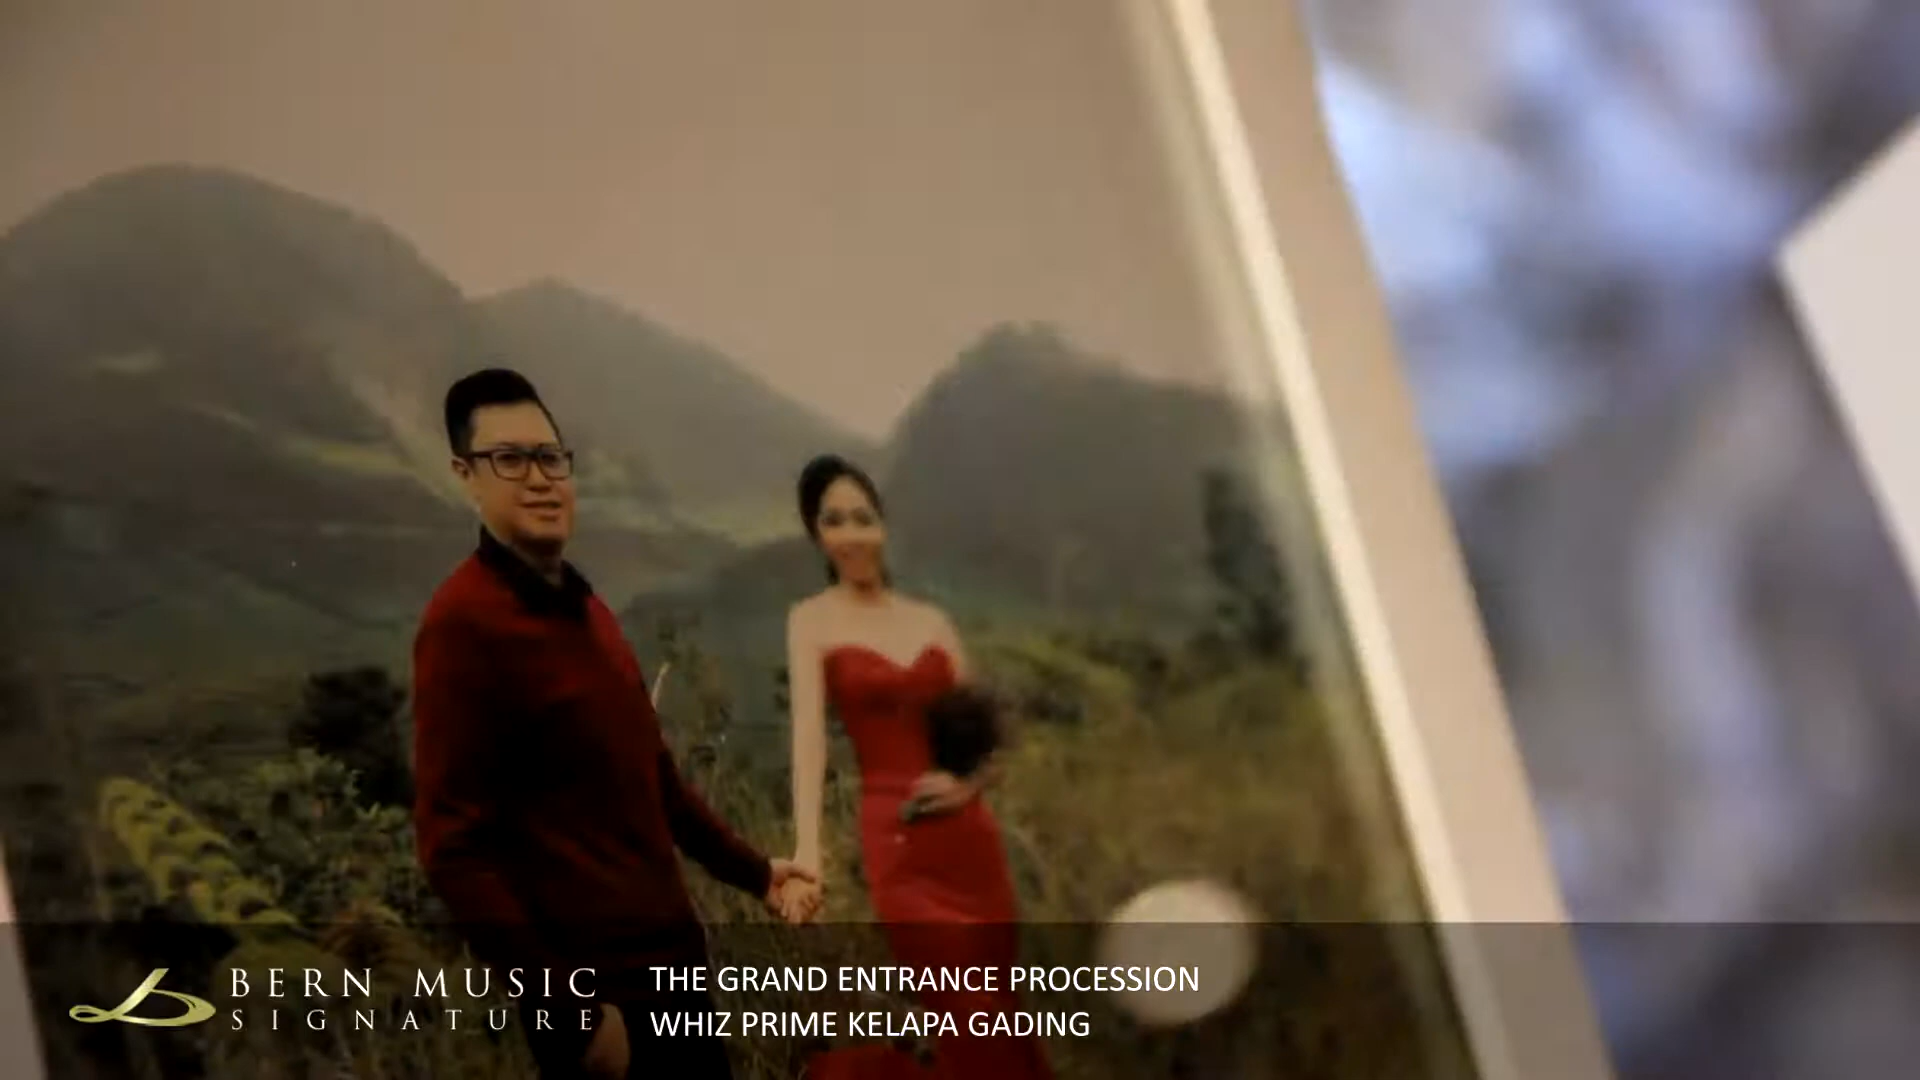 BERN MUSIC
SIGNATURE
THE GRAND ENTRANCE PROCESSION
WHIZ PRIME KELAPA GADING